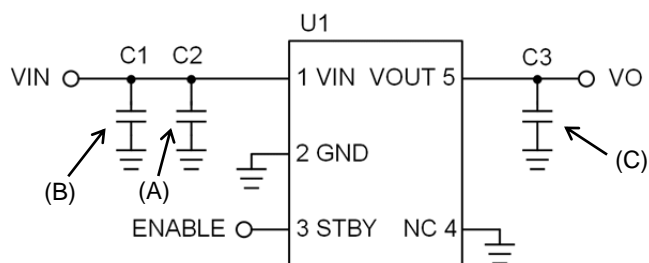 U1
C1 C2 C3
VIN 1 VIN VOUT 5 VO
2 GND
(B) (A) (C)
ENABLE 3 STBY NC 4